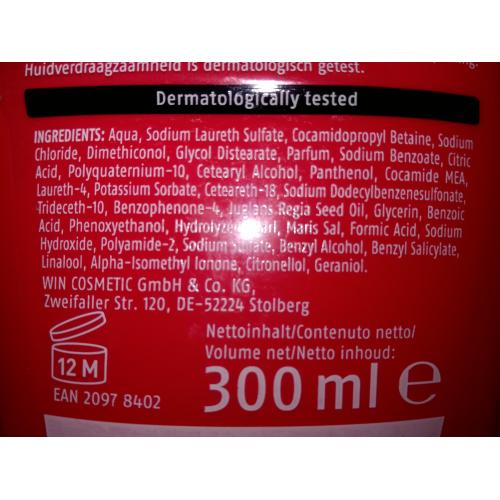 Huidverdraagzaamheid is dermatologisch getest.
Dermatologically tested
INGREDIENTS: Aqua, Sodium Laureth Sulfate, Cocamidopropyl Betaine, Sodium
Chloride, Dimethiconol, Glycol Distearate, Parfum, Sodium Benzoate, Citric
Acid, Polyquaternium-10, Cetearyl Alcohol, Panthenol, Cocamide MEA,
Laureth-4, Potassium Sorbate, Ceteareth-18, Sodium Dodecylbenzenesulfonate,
Trideceth-10, Benzophenone-4, Juglans Regia Seed Oil, Glycerin, Benzoic
Acid, Phenoxyethanol, Hydrolyzed Pearl, Maris Sal, Formic Acid, Sodium
Hydroxide, Polyamide-2, Sodium Sulfate, Benzyl Alcohol, Benzyl Salicylate,
Linalool, Alpha-Isomethyl Ionone, Citronellol, Geraniol.
WIN COSMETIC GmbH & Co. KG,
Zweifaller Str. 120, DE-52224 Stolberg
12 M
EAN 2097 8402
Nettoinhalt/Contenuto netto/
Volume net/Netto inhoud:
300 ml e